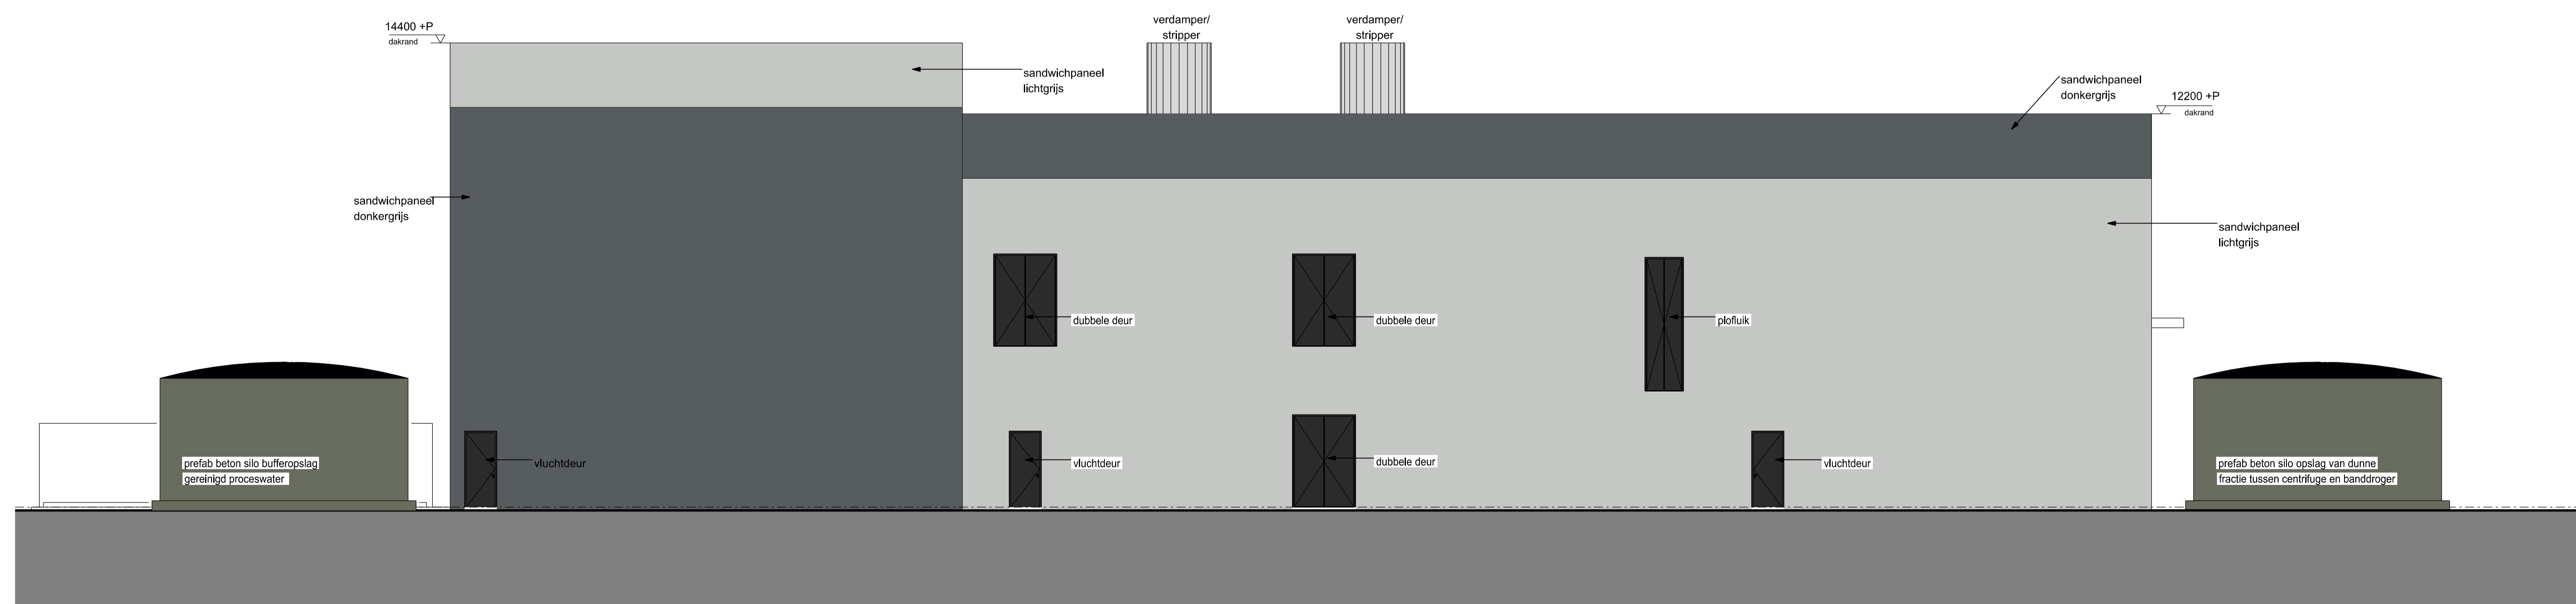 14400 +P
dakrand
verdamper/
stripper
verdamper/
stripper
sandwichpaneel
lichtgrijs
sandwichpaneel
donkergrijs
12200 +P
dakrand
sandwichpaneel
donkergrijs
sandwichpaneel
lichtgrijs
dubbele deur
dubbele deur
plofluik
prefab beton silo bufferopslag
gereinigd proceswater
vluchtdeur
vluchtdeur
dubbele deur
vluchtdeur
prefab beton silo opslag van dunne
fractie tussen centrifuge en banddroger